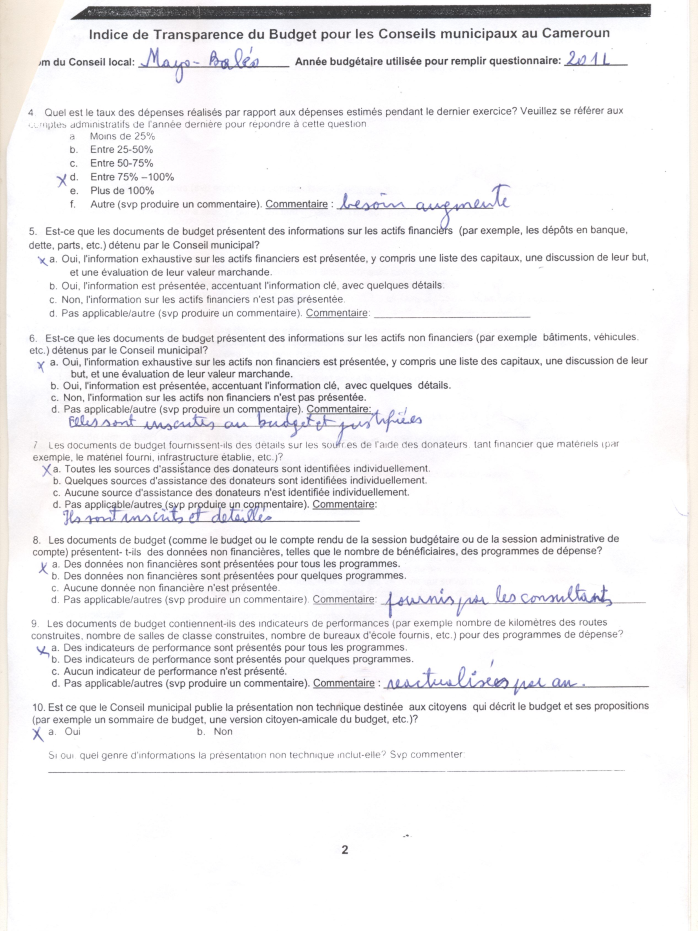 Indice de Transparence du Budget pour les Conseils municipaux au Cameroun
om du Conseil local: Mayo-Balés Année budgétaire utilisée pour remplir questionnaire: 2011
4. Quel est le taux des dépenses réalisés par rapport aux dépenses estimés pendant le dernier exercice? Veuillez se référer aux
comptes administratifs de l'année dernière pour répondre à cette question
a Moins de 25%
b. Entre 25-50%
c. Entre 50-75%
X d. Entre 75% –100%
e. Plus de 100%
f. Autre (svp produire un commentaire). Commentaire : besoin augmente
5. Est-ce que les documents de budget présentent des informations sur les actifs financiers (par exemple, les dépôts en banque,
dette, parts, etc.) détenu par le Conseil municipal?
X a. Oui, l'information exhaustive sur les actifs financiers est présentée, y compris une liste des capitaux, une discussion de leur but,
et une évaluation de leur valeur marchande.
b. Oui, l'information est présentée, accentuant l'information clé, avec quelques détails.
c. Non, l'information sur les actifs financiers n'est pas présentée.
d. Pas applicable/autre (svp produire un commentaire). Commentaire:
6. Est-ce que les documents de budget présentent des informations sur les actifs non financiers (par exemple bâtiments, véhicules.
etc.) détenus par le Conseil municipal?
X a. Oui, l'information exhaustive sur les actifs non financiers est présentée, y compris une liste des capitaux, une discussion de leur
but, et une évaluation de leur valeur marchande.
b. Oui, l'information est présentée, accentuant l'information clé, avec quelques détails.
c. Non, l'information sur les actifs non financiers n'est pas présentée.
d. Pas applicable/autre (svp produire un commentaire). Commentaire:
Elles sont inscrites au budget et justifiées
7. Les documents de budget fournissent-ils des détails sur les sources de l'aide des donateurs tant financier que matériels (par
exemple, le matériel fourni, infrastructure établie, etc.)?
X a. Toutes les sources d'assistance des donateurs sont identifiées individuellement.
b. Quelques sources d'assistance des donateurs sont identifiées individuellement.
c. Aucune source d'assistance des donateurs n'est identifiée individuellement.
d. Pas applicable/autres (svp produire un commentaire). Commentaire:
Ils sont inscrits et détaillés
8. Les documents de budget (comme le budget ou le compte rendu de la session budgétaire ou de la session administrative de
compte) présentent- t-ils des données non financières, telles que le nombre de bénéficiaires, des programmes de dépense?
X a. Des données non financières sont présentées pour tous les programmes.
b. Des données non financières sont présentées pour quelques programmes.
c. Aucune donnée non financière n'est présentée.
d. Pas applicable/autres (svp produire un commentaire). Commentaire: fournis par les consultants
9. Les documents de budget contiennent-ils des indicateurs de performances (par exemple nombre de kilomètres des routes
construites, nombre de salles de classe construites, nombre de bureaux d'école fournis, etc.) pour des programmes de dépense?
X a. Des indicateurs de performance sont présentés pour tous les programmes.
b. Des indicateurs de performance sont présentés pour quelques programmes.
c. Aucun indicateur de performance n'est présenté.
d. Pas applicable/autres (svp produire un commentaire). Commentaire : reactualisées par an.
10. Est ce que le Conseil municipal publie la présentation non technique destinée aux citoyens qui décrit le budget et ses propositions
(par exemple un sommaire de budget, une version citoyen-amicale du budget, etc.)?
X a. Oui b. Non
Si oui quel genre d'informations la présentation non technique inclut-elle? Svp commenter:
2